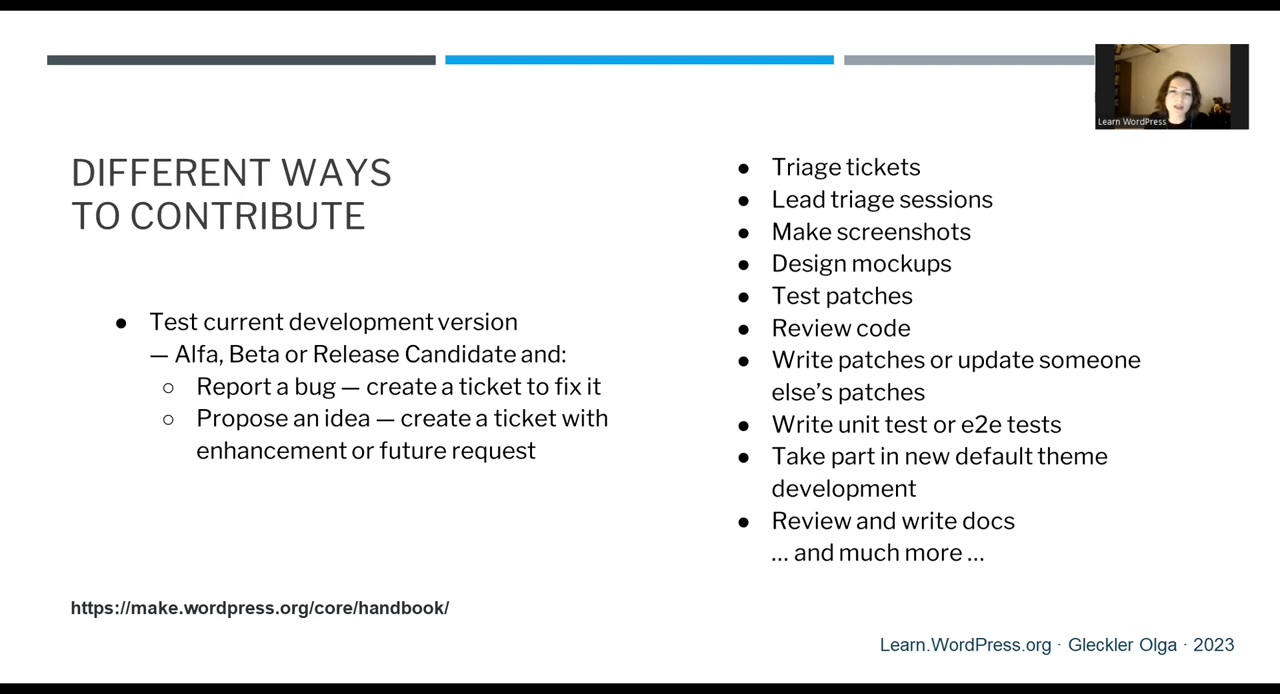 DIFFERENT WAYS
TO CONTRIBUTE
● Test current development version
— Alfa, Beta or Release Candidate and:
○ Report a bug — create a ticket to fix it
○ Propose an idea — create a ticket with
enhancement or future request
https://make.wordpress.org/core/handbook/
Learn WordPress
● Triage tickets
● Lead triage sessions
● Make screenshots
● Design mockups
● Test patches
● Review code
● Write patches or update someone
else’s patches
● Write unit test or e2e tests
● Take part in new default theme
development
● Review and write docs
... and much more ...
Learn.WordPress.org · Gleckler Olga · 2023